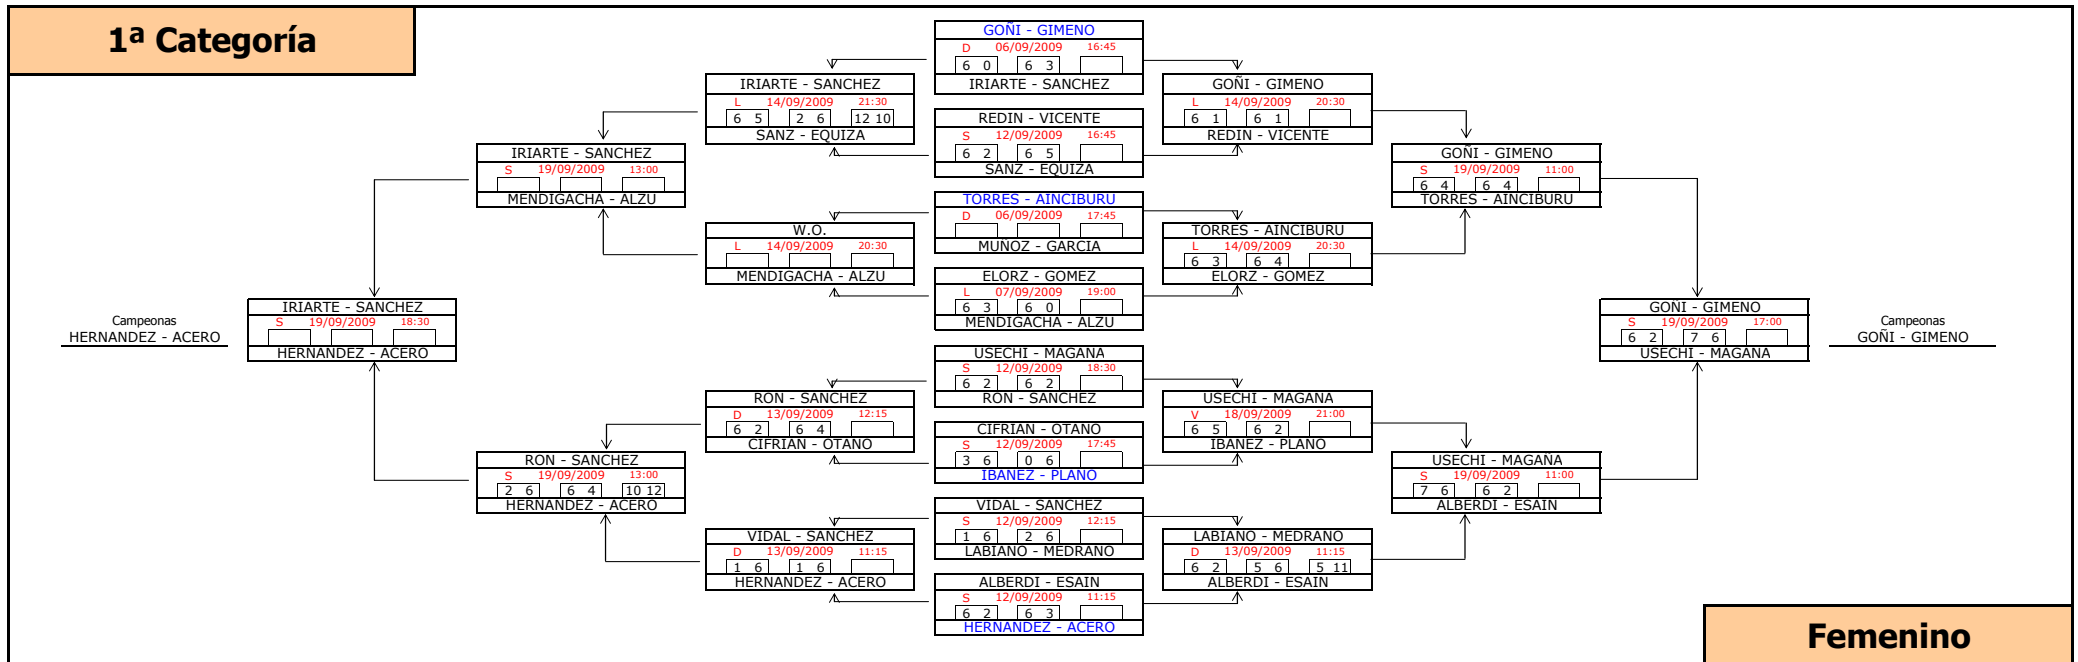 1ª Categoría
GOÑI - GIMENO
D 06/09/2009 16:45
6 0 6 3
IRIARTE - SANCHEZ
REDIN - VICENTE
S 12/09/2009 16:45
6 2 6 5
SANZ - EQUIZA
TORRES - AINCIBURU
D 06/09/2009 17:45
MUÑOZ - GARCIA
ELORZ - GOMEZ
L 07/09/2009 19:00
6 3 6 0
MENDIGACHA - ALZU
USECHI - MAGAÑA
S 12/09/2009 18:30
6 2 6 2
RON - SANCHEZ
CIFRIAN - OTANO
S 12/09/2009 17:45
3 6 0 6
IBAÑEZ - PLANO
VIDAL - SANCHEZ
S 12/09/2009 12:15
1 6 2 6
LABIANO - MEDRANO
ALBERDI - ESAIN
S 12/09/2009 11:15
6 2 6 3
HERNANDEZ - ACERO
IRIARTE - SANCHEZ
L 14/09/2009 21:30
6 5 2 6 12 10
SANZ - EQUIZA
W.O.
L 14/09/2009 20:30
MENDIGACHA - ALZU
RON - SANCHEZ
D 13/09/2009 12:15
6 2 6 4
CIFRIAN - OTANO
VIDAL - SANCHEZ
D 13/09/2009 11:15
1 6 1 6
HERNANDEZ - ACERO
IRIARTE - SANCHEZ
S 19/09/2009 13:00
MENDIGACHA - ALZU
RON - SANCHEZ
S 19/09/2009 13:00
2 6 6 4 10 12
HERNANDEZ - ACERO
IRIARTE - SANCHEZ
S 19/09/2009 18:30
HERNANDEZ - ACERO
Campeonas
HERNANDEZ - ACERO
GOÑI - GIMENO
L 14/09/2009 20:30
6 1 6 1
REDIN - VICENTE
TORRES - AINCIBURU
L 14/09/2009 20:30
6 3 6 4
ELORZ - GOMEZ
USECHI - MAGAÑA
V 18/09/2009 21:00
6 5 6 2
IBAÑEZ - PLANO
LABIANO - MEDRANO
D 13/09/2009 11:15
6 2 5 6 5 11
ALBERDI - ESAIN
GOÑI - GIMENO
S 19/09/2009 11:00
6 4 6 4
TORRES - AINCIBURU
USECHI - MAGAÑA
S 19/09/2009 11:00
7 6 6 2
ALBERDI - ESAIN
GOÑI - GIMENO
S 19/09/2009 17:00
6 2 7 6
USECHI - MAGAÑA
Campeonas
GOÑI - GIMENO
Femenino